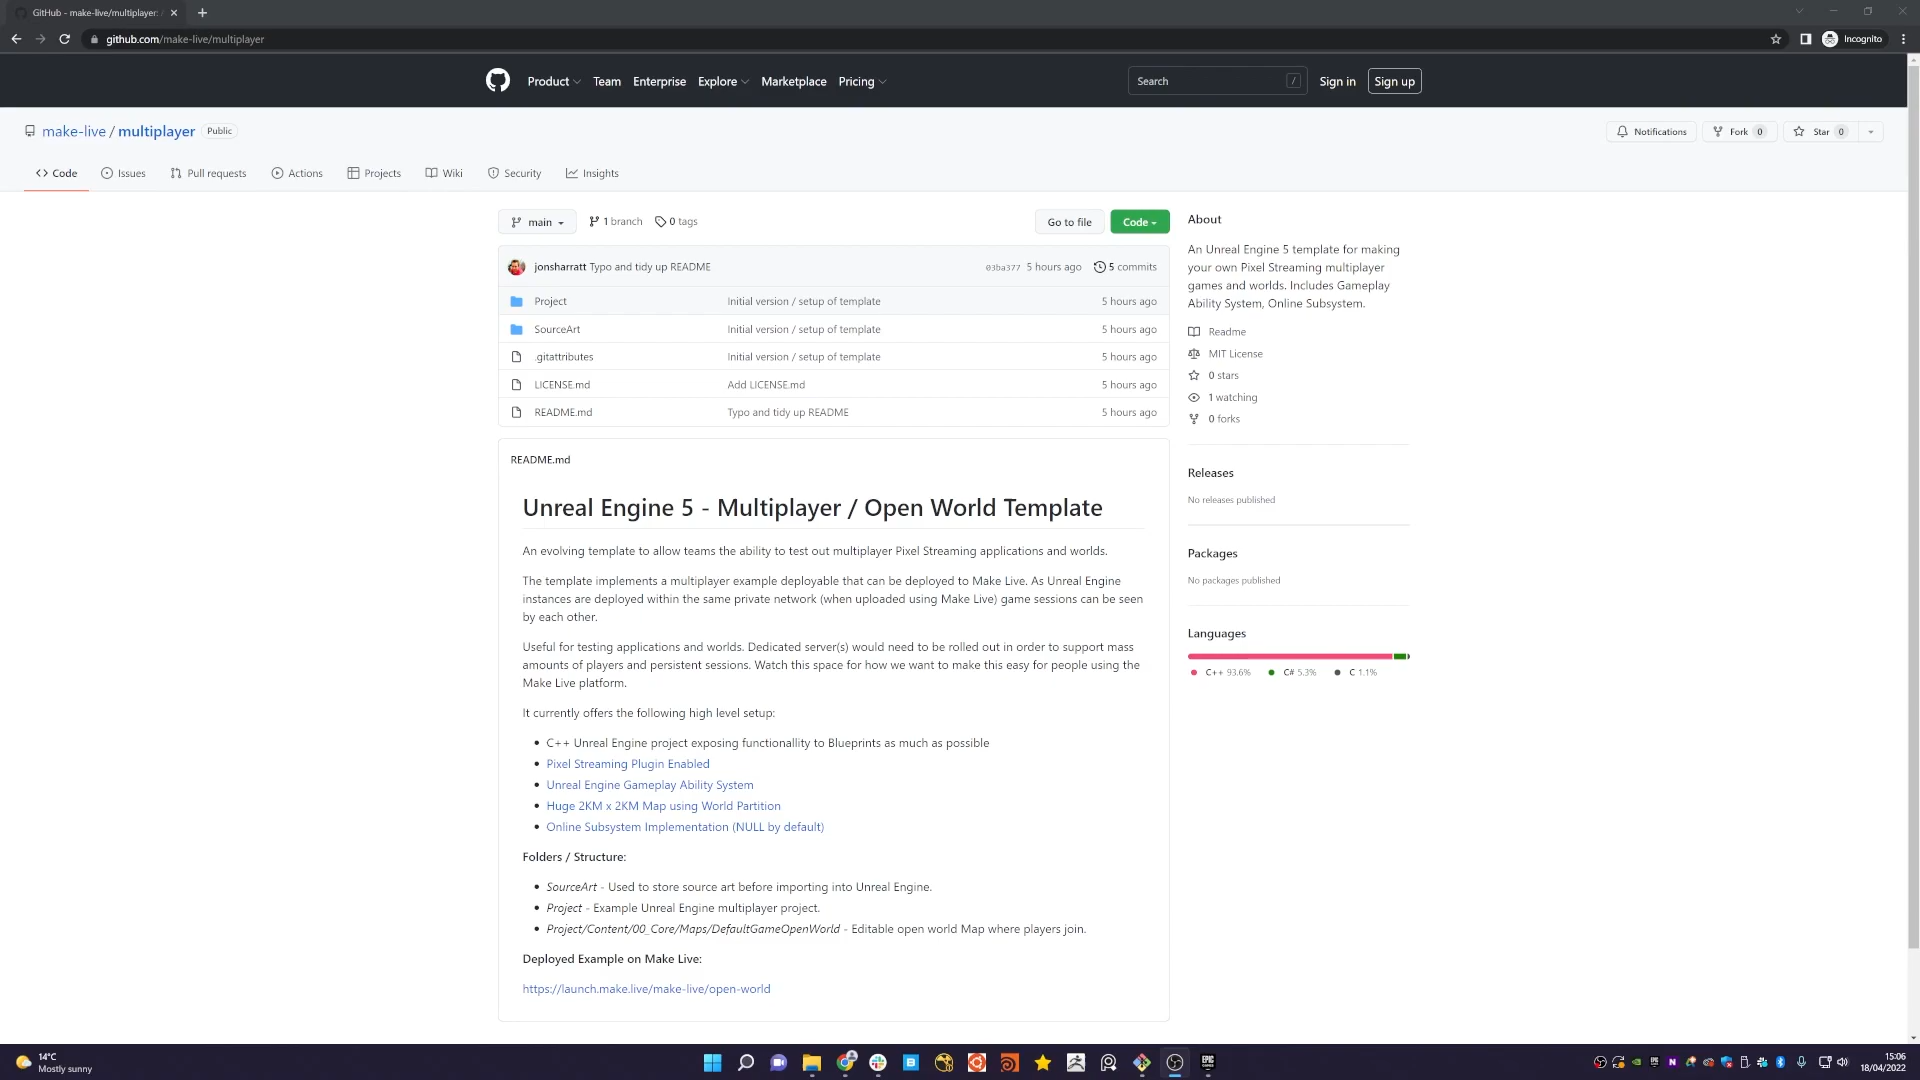 GitHub - make-live/multiplayer:
github.com/make-live/multiplayer
Incognito
Product
Team
Enterprise
Explore
Marketplace
Pricing
Search
/
Sign in
Sign up
make-live / multiplayer
Public
Notifications
Fork 0
Star 0
Code
Issues
Pull requests
Actions
Projects
Wiki
Security
Insights
main
1 branch
0 tags
Go to file
Code
jonsharratt Typo and tidy up README
03ba377 5 hours ago
5 commits
Project Initial version / setup of template 5 hours ago
SourceArt Initial version / setup of template 5 hours ago
.gitattributes Initial version / setup of template 5 hours ago
LICENSE.md Add LICENSE.md 5 hours ago
README.md Typo and tidy up README 5 hours ago
README.md
Unreal Engine 5 - Multiplayer / Open World Template
An evolving template to allow teams the ability to test out multiplayer Pixel Streaming applications and worlds.
The template implements a multiplayer example deployable that can be deployed to Make Live. As Unreal Engine
instances are deployed within the same private network (when uploaded using Make Live) game sessions can be seen
by each other.
Useful for testing applications and worlds. Dedicated server(s) would need to be rolled out in order to support mass
amounts of players and persistent sessions. Watch this space for how we want to make this easy for people using the
Make Live platform.
It currently offers the following high level setup:
C++ Unreal Engine project exposing functionallity to Blueprints as much as possible
Pixel Streaming Plugin Enabled
Unreal Engine Gameplay Ability System
Huge 2KM x 2KM Map using World Partition
Online Subsystem Implementation (NULL by default)
Folders / Structure:
SourceArt - Used to store source art before importing into Unreal Engine.
Project - Example Unreal Engine multiplayer project.
Project/Content/00_Core/Maps/DefaultGameOpenWorld - Editable open world Map where players join.
Deployed Example on Make Live:
https://launch.make.live/make-live/open-world
About
An Unreal Engine 5 template for making
your own Pixel Streaming multiplayer
games and worlds. Includes Gameplay
Ability System, Online Subsystem.
Readme
MIT License
0 stars
1 watching
0 forks
Releases
No releases published
Packages
No packages published
Languages
C++ 93.6%
C# 5.3%
C 1.1%
14°C
Mostly sunny
15:06
18/04/2022